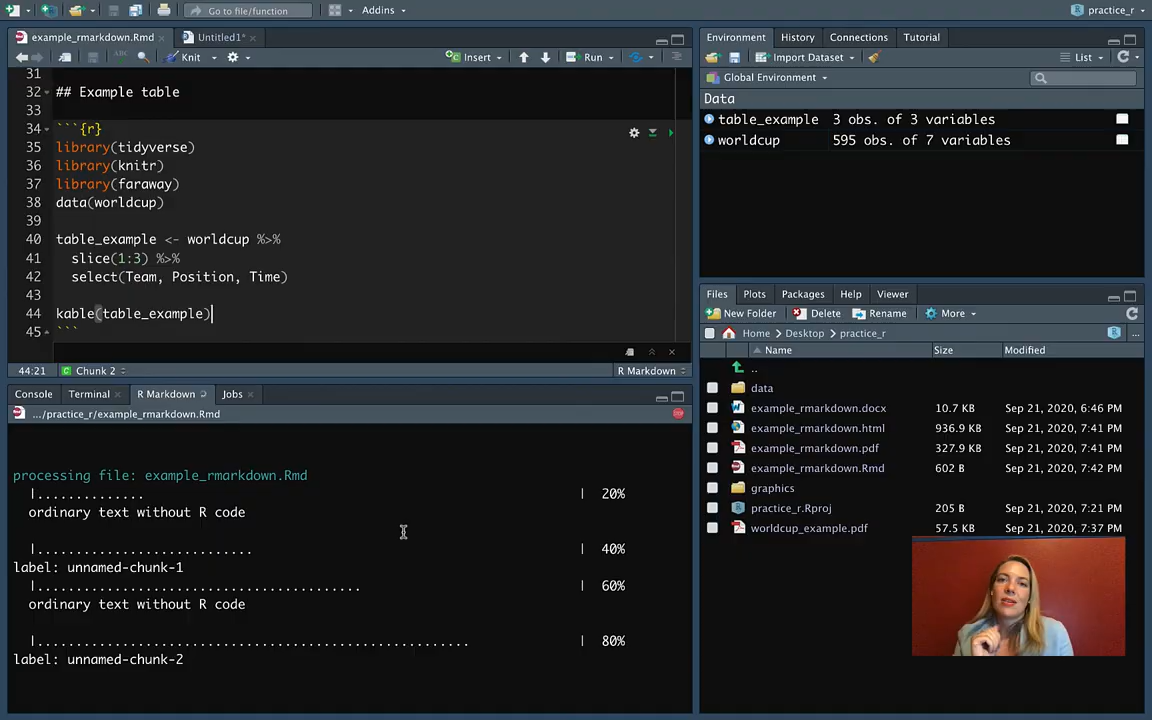 Go to file/function
Addins
practice_r
example_rmarkdown.Rmd
Untitled1*
Knit
Insert
Run
31
32 ## Example table
33
34 ```{r}
35 library(tidyverse)
36 library(knitr)
37 library(faraway)
38 data(worldcup)
39
40 table_example <- worldcup %>%
41 slice(1:3) %>%
42 select(Team, Position, Time)
43
44 kable(table_example)
45 ```
44:21 Chunk 2 R Markdown
Console Terminal R Markdown Jobs
.../practice_r/example_rmarkdown.Rmd
processing file: example_rmarkdown.Rmd
|.............. | 20%
ordinary text without R code
|.......................... | 40%
label: unnamed-chunk-1
|....................................... | 60%
ordinary text without R code
|.................................................... | 80%
label: unnamed-chunk-2
Environment History Connections Tutorial
Import Dataset List
Global Environment
Data
table_example 3 obs. of 3 variables
worldcup 595 obs. of 7 variables
Files Plots Packages Help Viewer
New Folder Delete Rename More
Home Desktop practice_r ...
Name Size Modified
..
data
example_rmarkdown.docx 10.7 KB Sep 21, 2020, 6:46 PM
example_rmarkdown.html 936.9 KB Sep 21, 2020, 7:41 PM
example_rmarkdown.pdf 327.9 KB Sep 21, 2020, 7:41 PM
example_rmarkdown.Rmd 602 B Sep 21, 2020, 7:42 PM
graphics
practice_r.Rproj 205 B Sep 21, 2020, 7:21 PM
worldcup_example.pdf 57.5 KB Sep 21, 2020, 7:37 PM